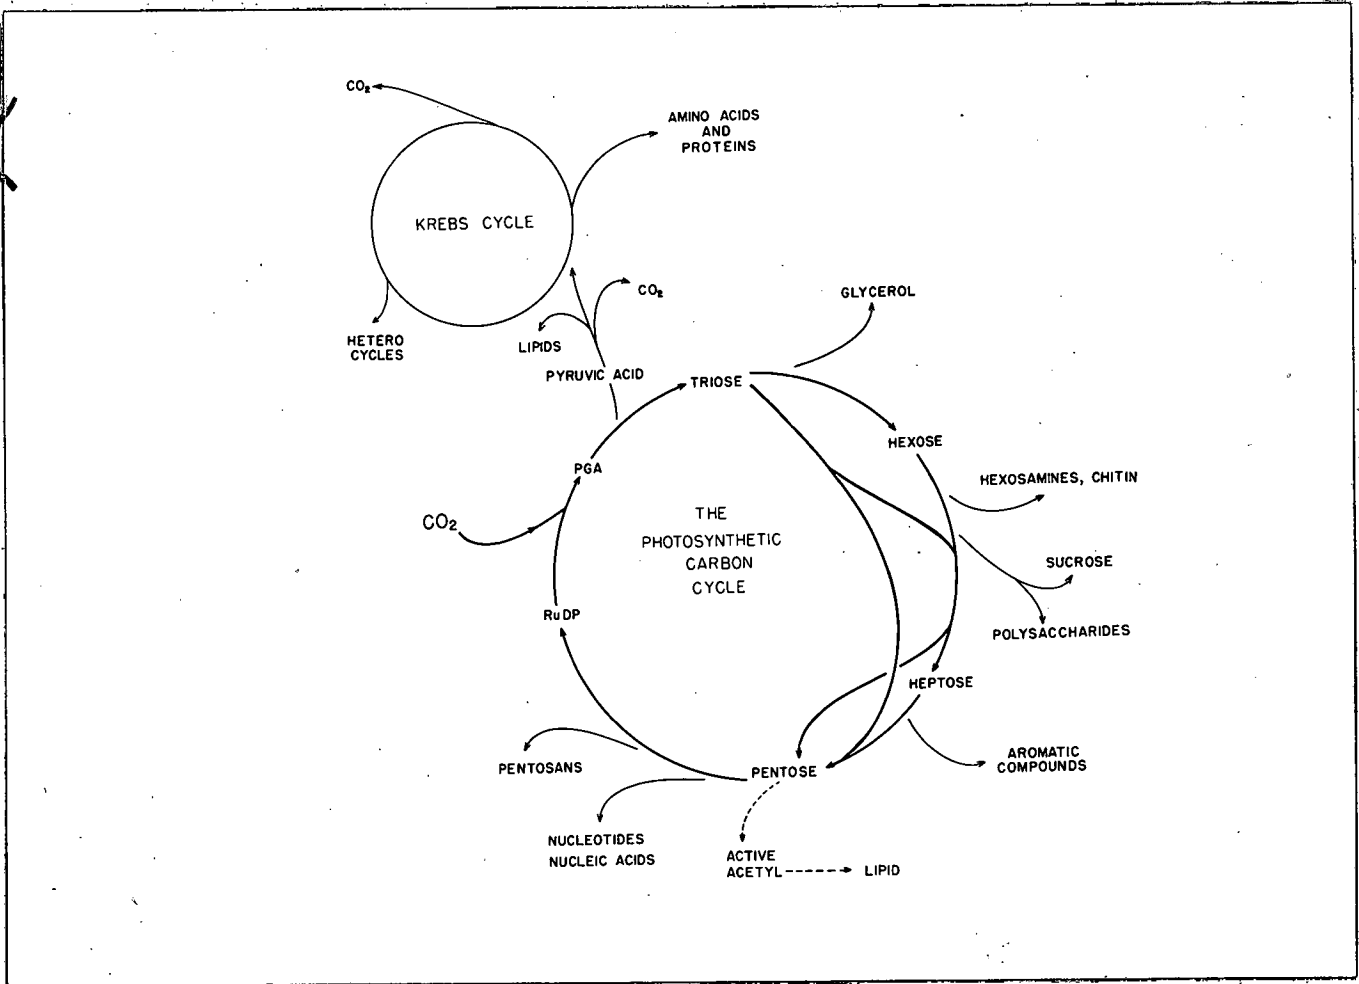 CO₂
AMINO ACIDS
AND
PROTEINS
KREBS CYCLE
CO₂
GLYCEROL
HETERO
CYCLES
LIPIDS
PYRUVIC ACID
TRIOSE
HEXOSE
PGA
HEXOSAMINES, CHITIN
CO₂
THE
PHOTOSYNTHETIC
CARBON
CYCLE
SUCROSE
RuDP
POLYSACCHARIDES
HEPTOSE
AROMATIC
COMPOUNDS
PENTOSANS
PENTOSE
NUCLEOTIDES
NUCLEIC ACIDS
ACTIVE
ACETYL
LIPID